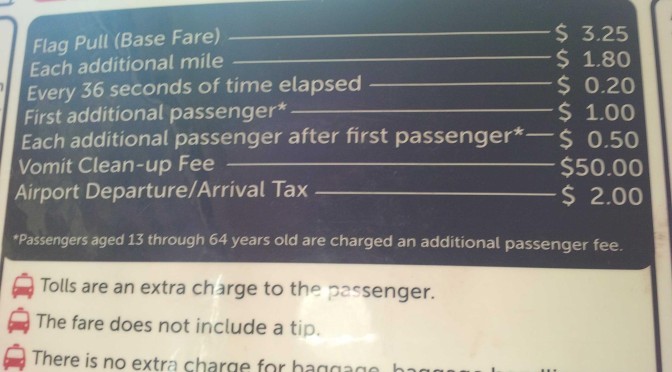 Flag Pull (Base Fare) $ 3.25
Each additional mile $ 1.80
Every 36 seconds of time elapsed $ 0.20
First additional passenger* $ 1.00
Each additional passenger after first passenger* $ 0.50
Vomit Clean-up Fee $50.00
Airport Departure/Arrival Tax $ 2.00
*Passengers aged 13 through 64 years old are charged an additional passenger fee.
Tolls are an extra charge to the passenger.
The fare does not include a tip.
There is no extra charge for baggage,